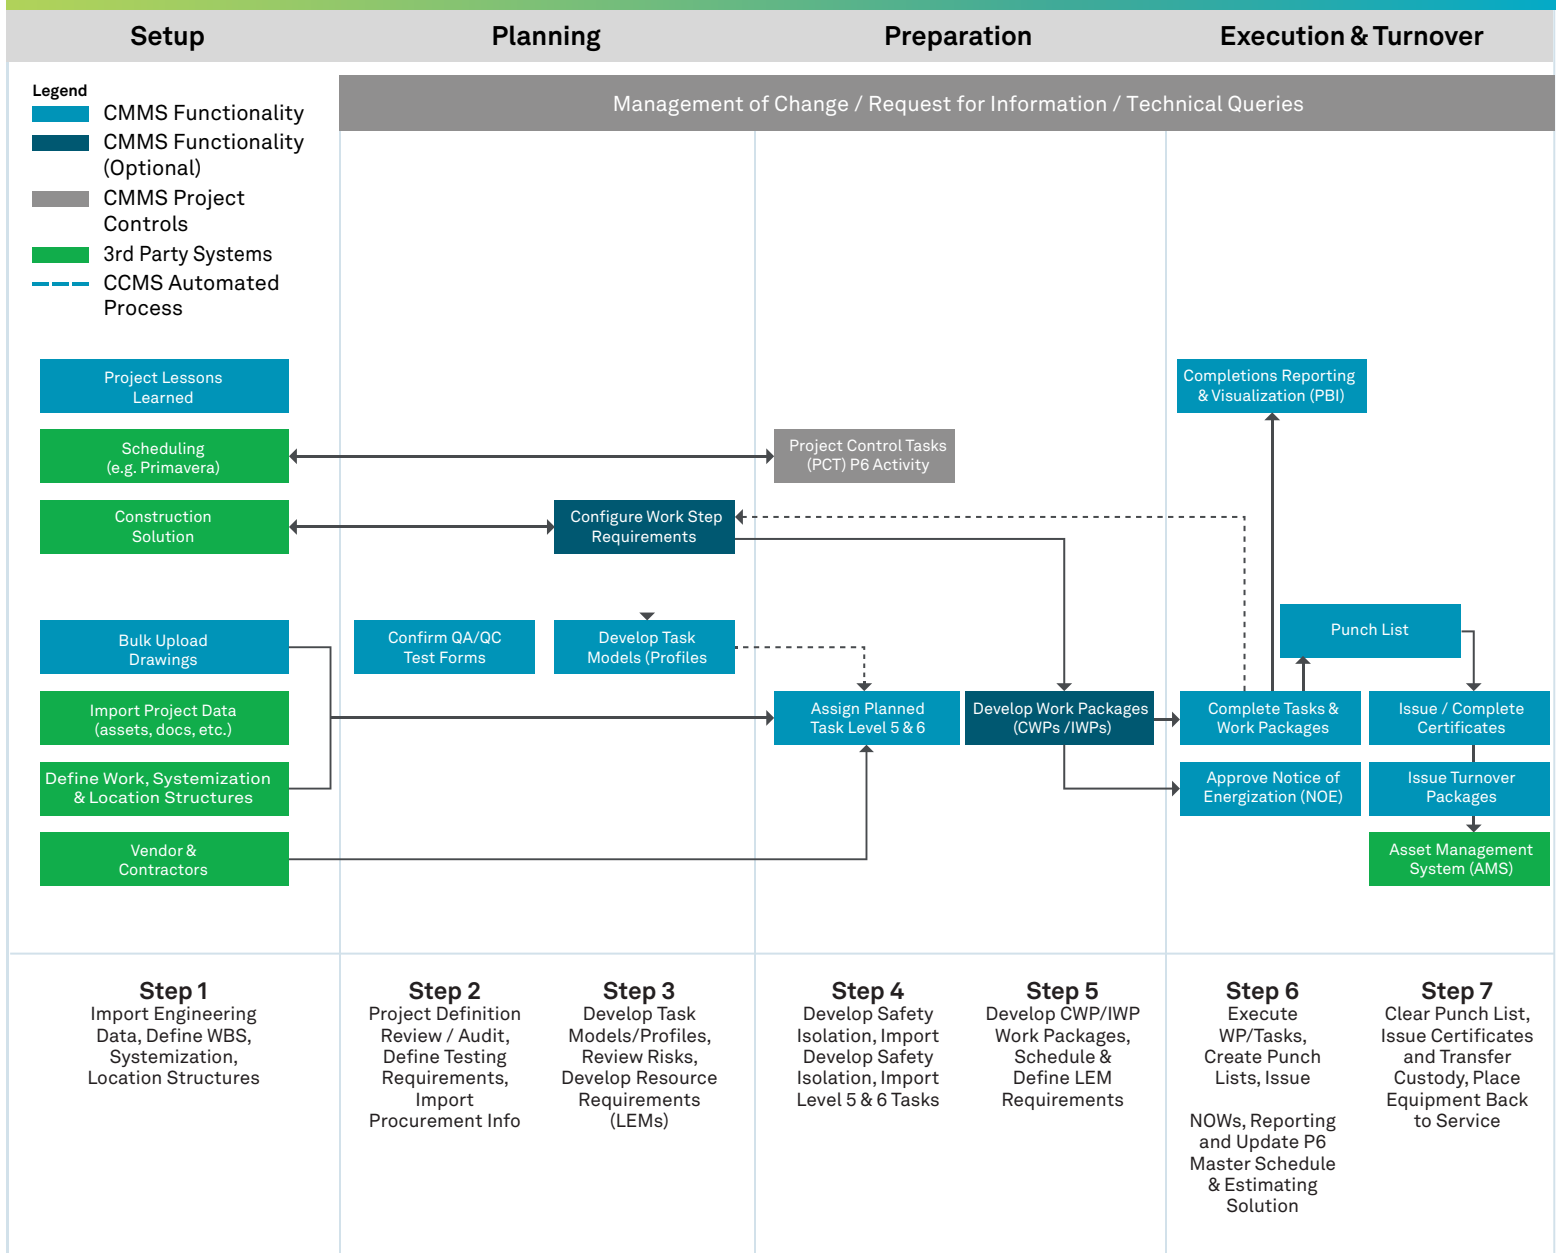 Setup
Planning
Preparation
Execution & Turnover
Legend
CMMS Functionality
CMMS Functionality
(Optional)
CMMS Project
Controls
3rd Party Systems
CCMS Automated
Process
Management of Change / Request for Information / Technical Queries
Project Lessons
Learned
Completions Reporting
& Visualization (PBI)
Scheduling
(e.g. Primavera)
Project Control Tasks
(PCT) P6 Activity
Construction
Solution
Configure Work Step
Requirements
Bulk Upload
Drawings
Confirm QA/QC
Test Forms
Develop Task
Models (Profiles
Punch List
Import Project Data
(assets, docs, etc.)
Assign Planned
Task Level 5 & 6
Develop Work Packages
(CWPs /IWPs)
Complete Tasks &
Work Packages
Issue / Complete
Certificates
Define Work, Systemization
& Location Structures
Approve Notice of
Energization (NOE)
Issue Turnover
Packages
Vendor &
Contractors
Asset Management
System (AMS)
Step 1
Import Engineering
Data, Define WBS,
Systemization,
Location Structures
Step 2
Project Definition
Review / Audit,
Define Testing
Requirements,
Import
Procurement Info
Step 3
Develop Task
Models/Profiles,
Review Risks,
Develop Resource
Requirements
(LEMs)
Step 4
Develop Safety
Isolation, Import
Develop Safety
Isolation, Import
Level 5 & 6 Tasks
Step 5
Develop CWP/IWP
Work Packages,
Schedule &
Define LEM
Requirements
Step 6
Execute
WP/Tasks,
Create Punch
Lists, Issue
NOWs, Reporting
and Update P6
Master Schedule
& Estimating
Solution
Step 7
Clear Punch List,
Issue Certificates
and Transfer
Custody, Place
Equipment Back
to Service